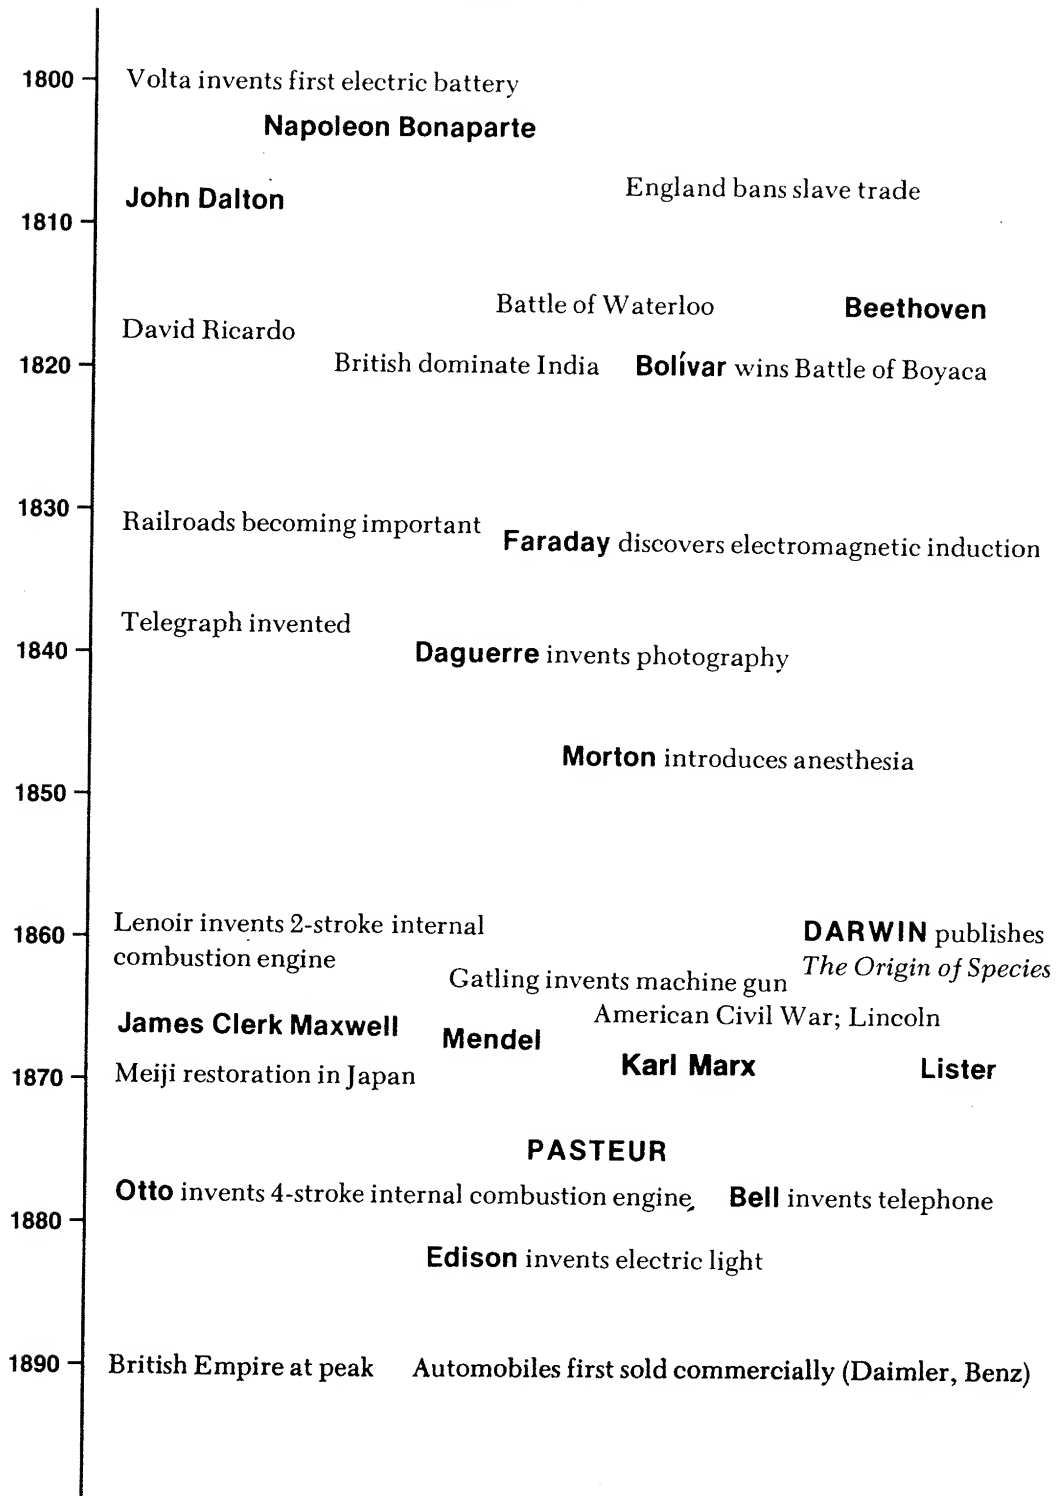 1800 Volta invents first electric battery
Napoleon Bonaparte
England bans slave trade
John Dalton
1810
Battle of Waterloo Beethoven
David Ricardo
1820 British dominate India Bolívar wins Battle of Boyaca
1830
Railroads becoming important
Faraday discovers electromagnetic induction
Telegraph invented
1840 Daguerre invents photography
Morton introduces anesthesia
1850
Lenoir invents 2-stroke internal
combustion engine
1860
DARWIN publishes
The Origin of Species
Gatling invents machine gun
American Civil War; Lincoln
James Clerk Maxwell
Mendel
Karl Marx Lister
1870 Meiji restoration in Japan
PASTEUR
Otto invents 4-stroke internal combustion engine, Bell invents telephone
1880
Edison invents electric light
1890 British Empire at peak Automobiles first sold commercially (Daimler, Benz)